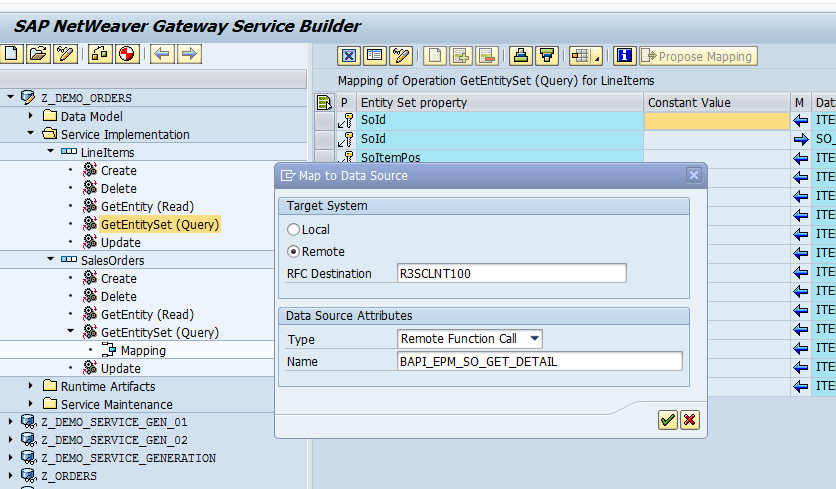 SAP NetWeaver Gateway Service Builder
Propose Mapping
Mapping of Operation GetEntitySet (Query) for LineItems
P Entity Set property Constant Value M Data
SoId ITEM
SoId SO_
SoItemPos ITE
ITE
ITE
ITE
ITE
ITE
ITE
ITE
ITE
ITE
ITE
ITE
ITE
Z_DEMO_ORDERS
Data Model
Service Implementation
LineItems
Create
Delete
GetEntity (Read)
GetEntitySet (Query)
Update
SalesOrders
Create
Delete
GetEntity (Read)
GetEntitySet (Query)
Mapping
Update
Runtime Artifacts
Service Maintenance
Z_DEMO_SERVICE_GEN_01
Z_DEMO_SERVICE_GEN_02
Z_DEMO_SERVICE_GENERATION
Z_ORDERS
Map to Data Source
Target System
Local
Remote
RFC Destination R3SCLNT100
Data Source Attributes
Type Remote Function Call
Name BAPI_EPM_SO_GET_DETAIL